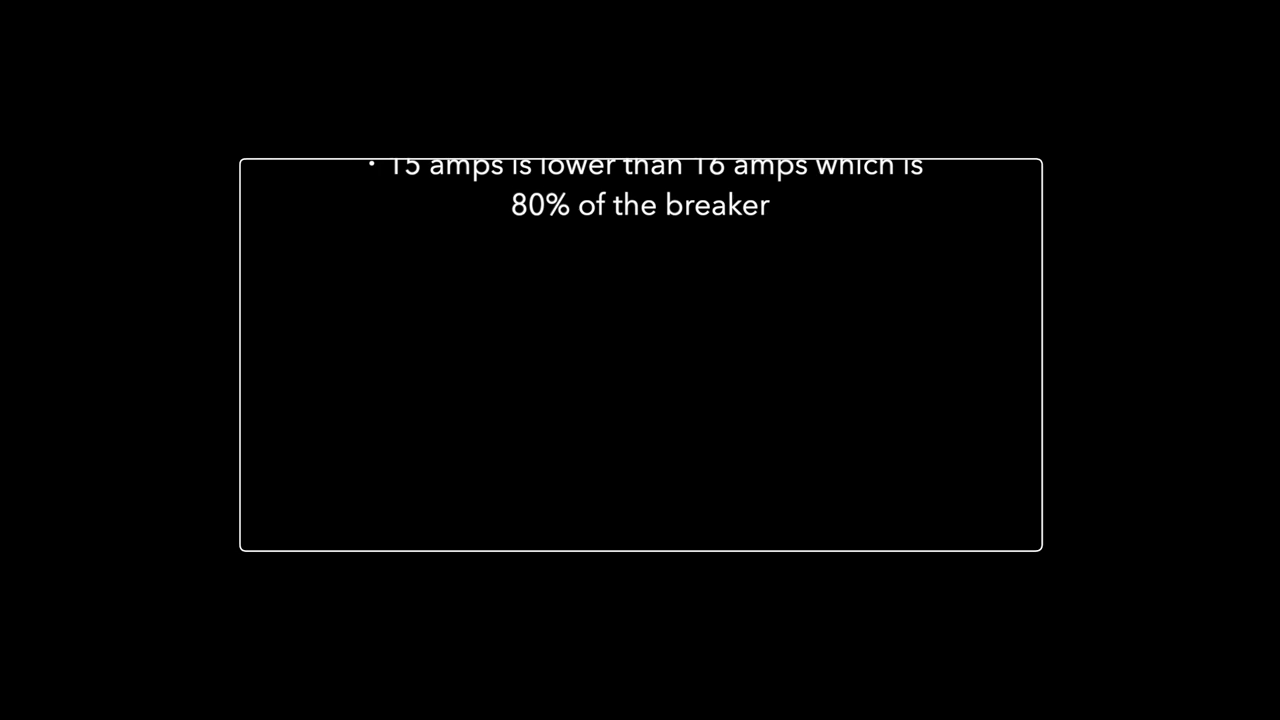 • 15 amps is lower than 16 amps which is
80% of the breaker